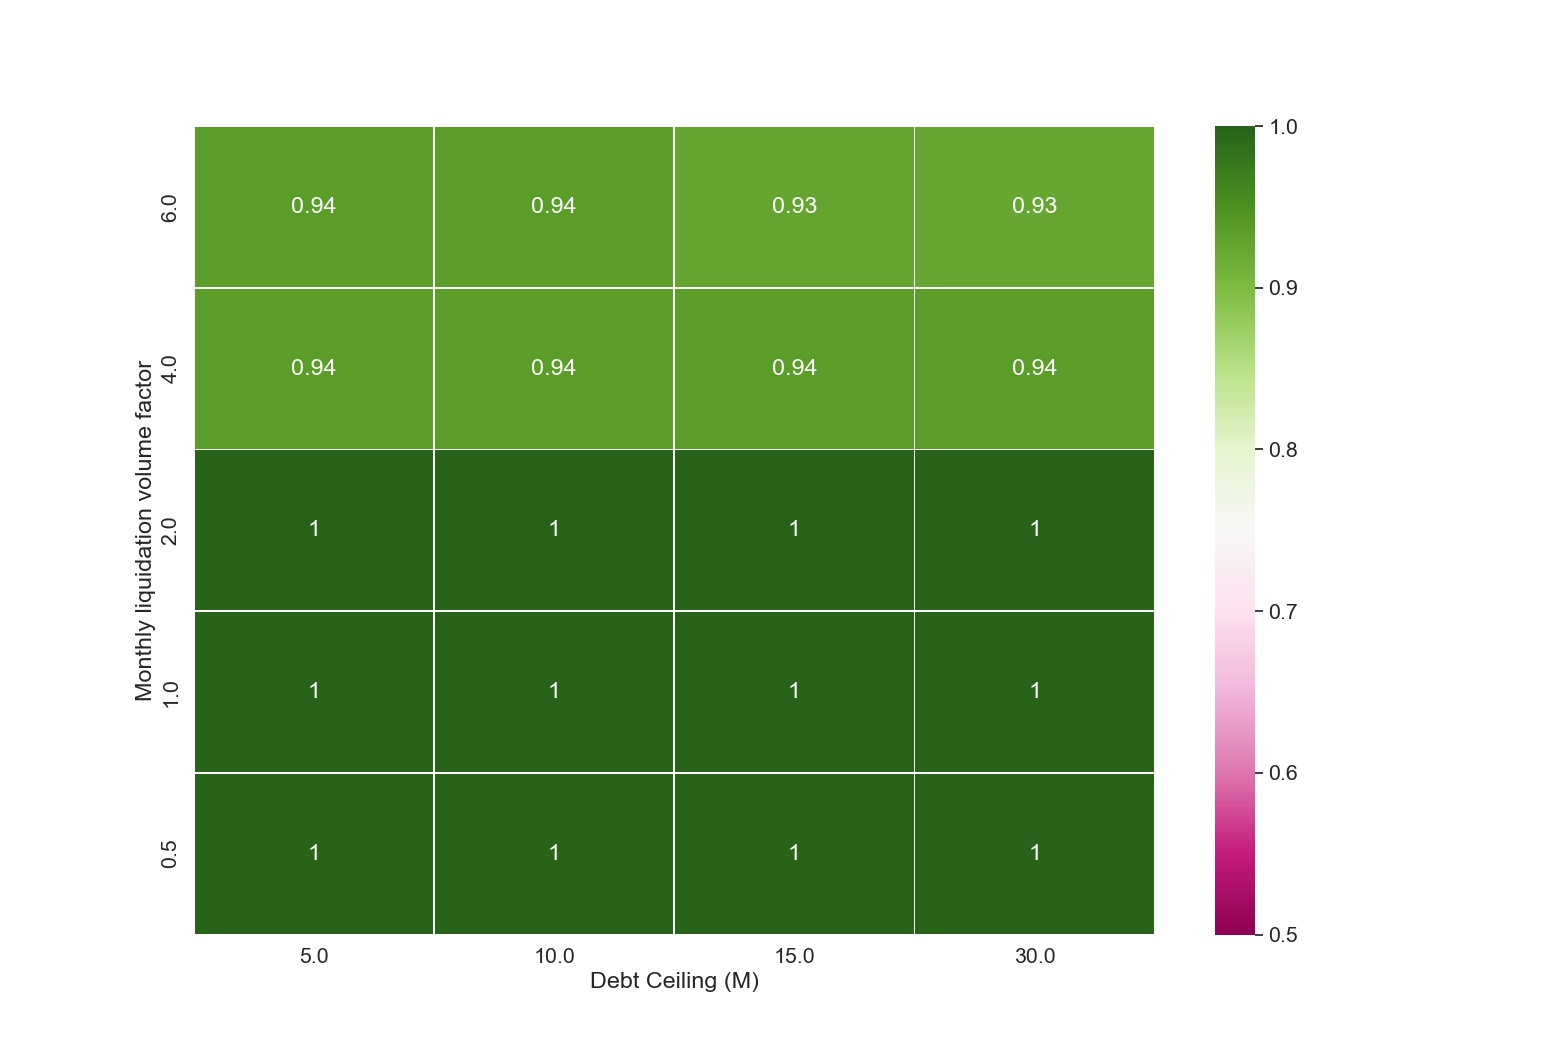 Monthly liquidation volume factor
6.0 0.94 0.94 0.93 0.93
4.0 0.94 0.94 0.94 0.94
2.0 1 1 1 1
1.0 1 1 1 1
0.5 1 1 1 1
5.0 10.0 15.0 30.0
Debt Ceiling (M)
1.0
0.9
0.8
0.7
0.6
0.5